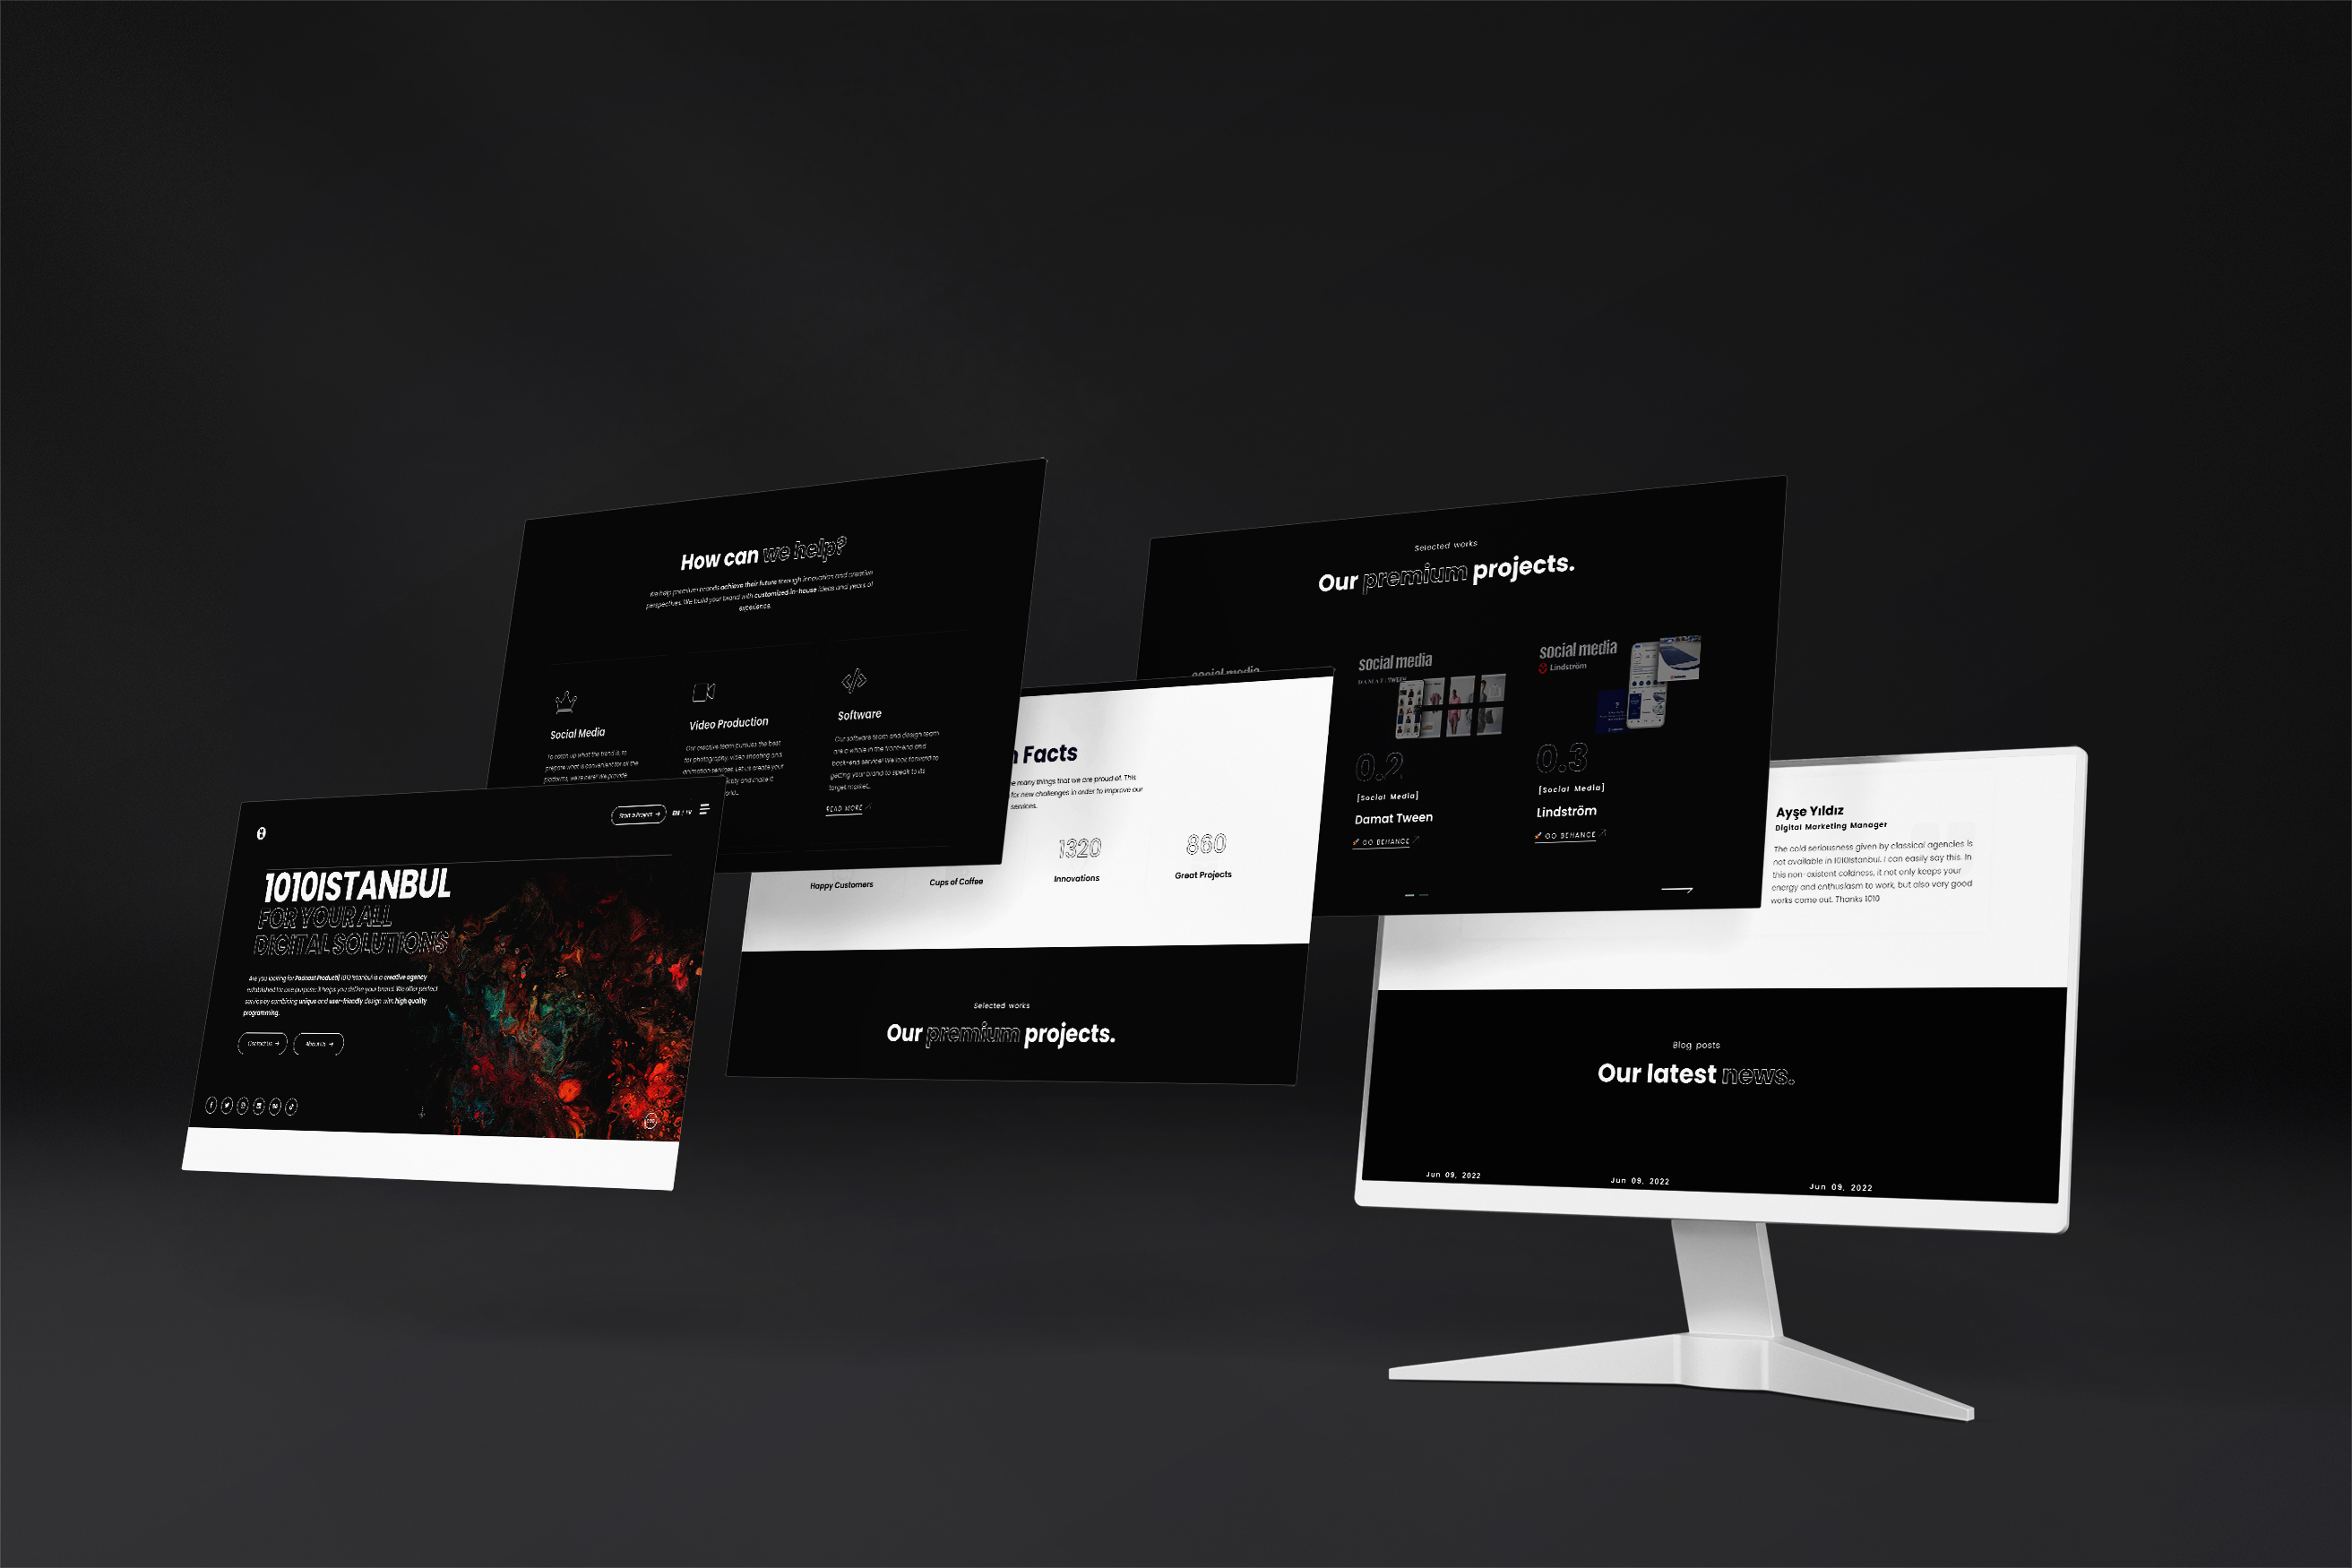 How can we help?
We help premium brands achieve their future through innovation and creative
perspectives. We build your brand with customized in-house ideas and years of
experience.
Social Media
To catch up what the trend is, to
prepare what is convenient for all the
platforms, we're here! We provide
Video Production
Our creative team pursues the best
for photography, video shooting and
animation services. Let us create your
and make it
Software
Our software team and design team
are a whole in the front-end and
back-end service! We look forward to
getting your brand to speak to its
target market...
READ MORE
Start a Project
EN
1010ISTANBUL
FOR YOUR ALL
DIGITAL SOLUTIONS
Are you looking for Podcast Producti| 1010 Istanbul is a creative agency
established for one purpose: It helps you define your brand. We offer perfect
service by combining unique and user-friendly design with high quality
programming.
Contact Us
About Us
Facts
many things that we are proud of. This
for new challenges in order to improve our
services.
1320
860
Happy Customers
Cups of Coffee
Innovations
Great Projects
Selected works
Our premium projects.
Selected works
Our premium projects.
social media
social media
DAMAT TWEEN
0.2
[Social Media]
Damat Tween
GO BEHANCE
social media
Lindström
0.3
[Social Media]
Lindström
GO BEHANCE
Ayşe Yıldız
Digital Marketing Manager
The cold seriousness given by classical agencies is
not available in 1010Istanbul. I can easily say this. In
this non-existent coldness, it not only keeps your
energy and enthusiasm to work, but also very good
works come out. Thanks 1010
Blog posts
Our latest news.
Jun 09, 2022
Jun 09, 2022
Jun 09, 2022